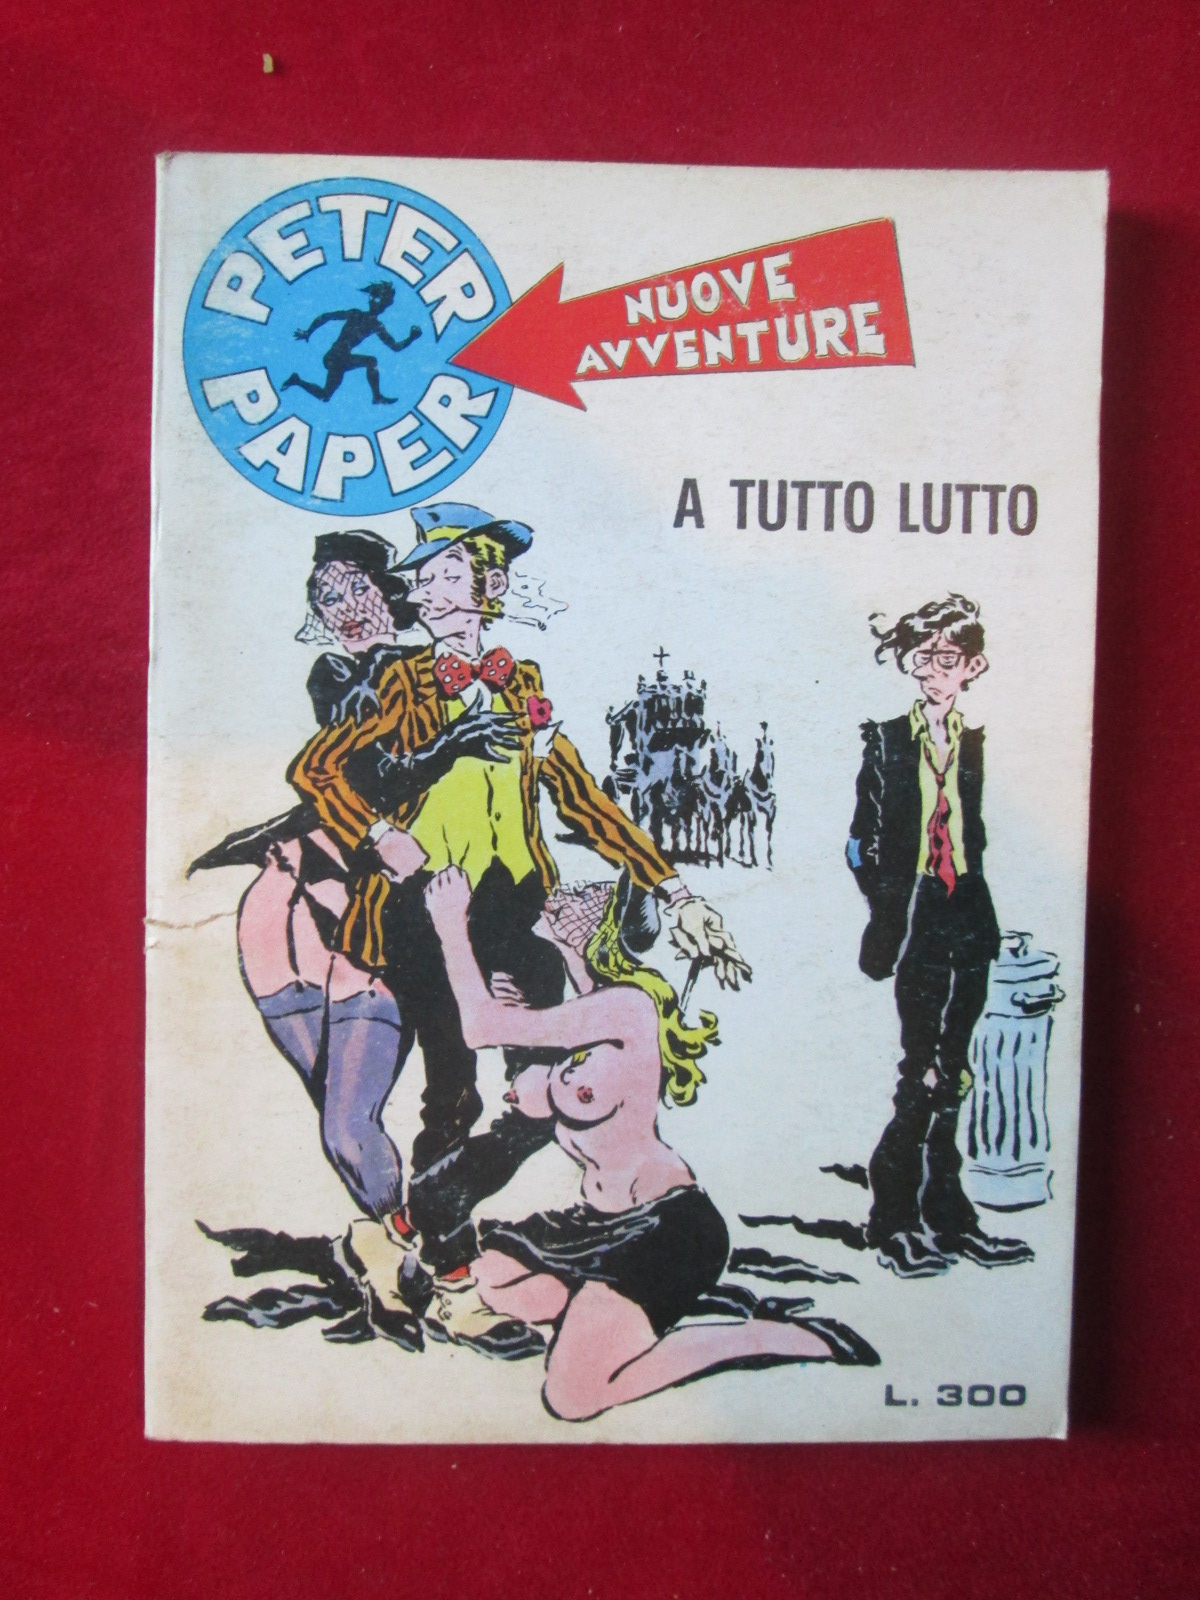 PETER
PAPER
NUOVE
AVVENTURE
A TUTTO LUTTO
L. 300